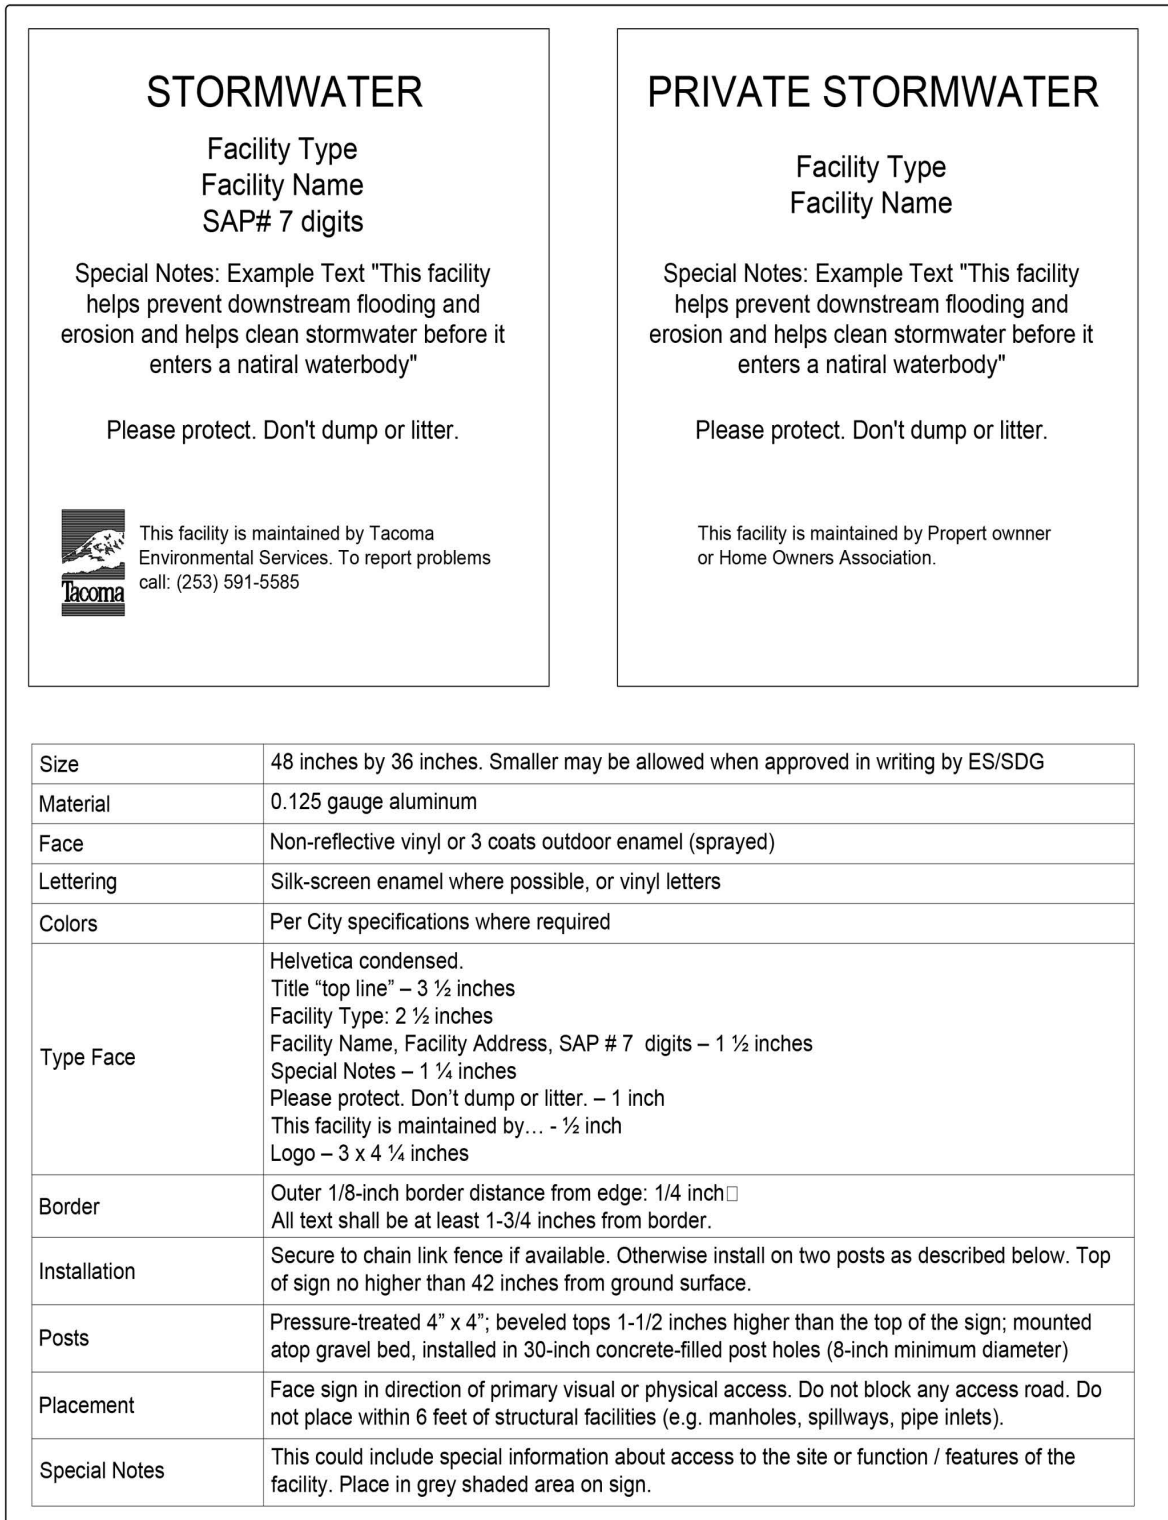 STORMWATER
Facility Type
Facility Name
SAP# 7 digits
Special Notes: Example Text "This facility
helps prevent downstream flooding and
erosion and helps clean stormwater before it
enters a natiral waterbody"
Please protect. Don't dump or litter.
Tacoma
This facility is maintained by Tacoma
Environmental Services. To report problems
call: (253) 591-5585
PRIVATE STORMWATER
Facility Type
Facility Name
Special Notes: Example Text "This facility
helps prevent downstream flooding and
erosion and helps clean stormwater before it
enters a natiral waterbody"
Please protect. Don't dump or litter.
This facility is maintained by Propert ownner
or Home Owners Association.
Size
48 inches by 36 inches. Smaller may be allowed when approved in writing by ES/SDG
Material
0.125 gauge aluminum
Face
Non-reflective vinyl or 3 coats outdoor enamel (sprayed)
Lettering
Silk-screen enamel where possible, or vinyl letters
Colors
Per City specifications where required
Type Face
Helvetica condensed.
Title “top line” – 3 ½ inches
Facility Type: 2 ½ inches
Facility Name, Facility Address, SAP # 7 digits – 1 ½ inches
Special Notes – 1 ¼ inches
Please protect. Don’t dump or litter. – 1 inch
This facility is maintained by… - ½ inch
Logo – 3 x 4 ¼ inches
Border
Outer 1/8-inch border distance from edge: 1/4 inch□
All text shall be at least 1-3/4 inches from border.
Installation
Secure to chain link fence if available. Otherwise install on two posts as described below. Top
of sign no higher than 42 inches from ground surface.
Posts
Pressure-treated 4” x 4”; beveled tops 1-1/2 inches higher than the top of the sign; mounted
atop gravel bed, installed in 30-inch concrete-filled post holes (8-inch minimum diameter)
Placement
Face sign in direction of primary visual or physical access. Do not block any access road. Do
not place within 6 feet of structural facilities (e.g. manholes, spillways, pipe inlets).
Special Notes
This could include special information about access to the site or function / features of the
facility. Place in grey shaded area on sign.